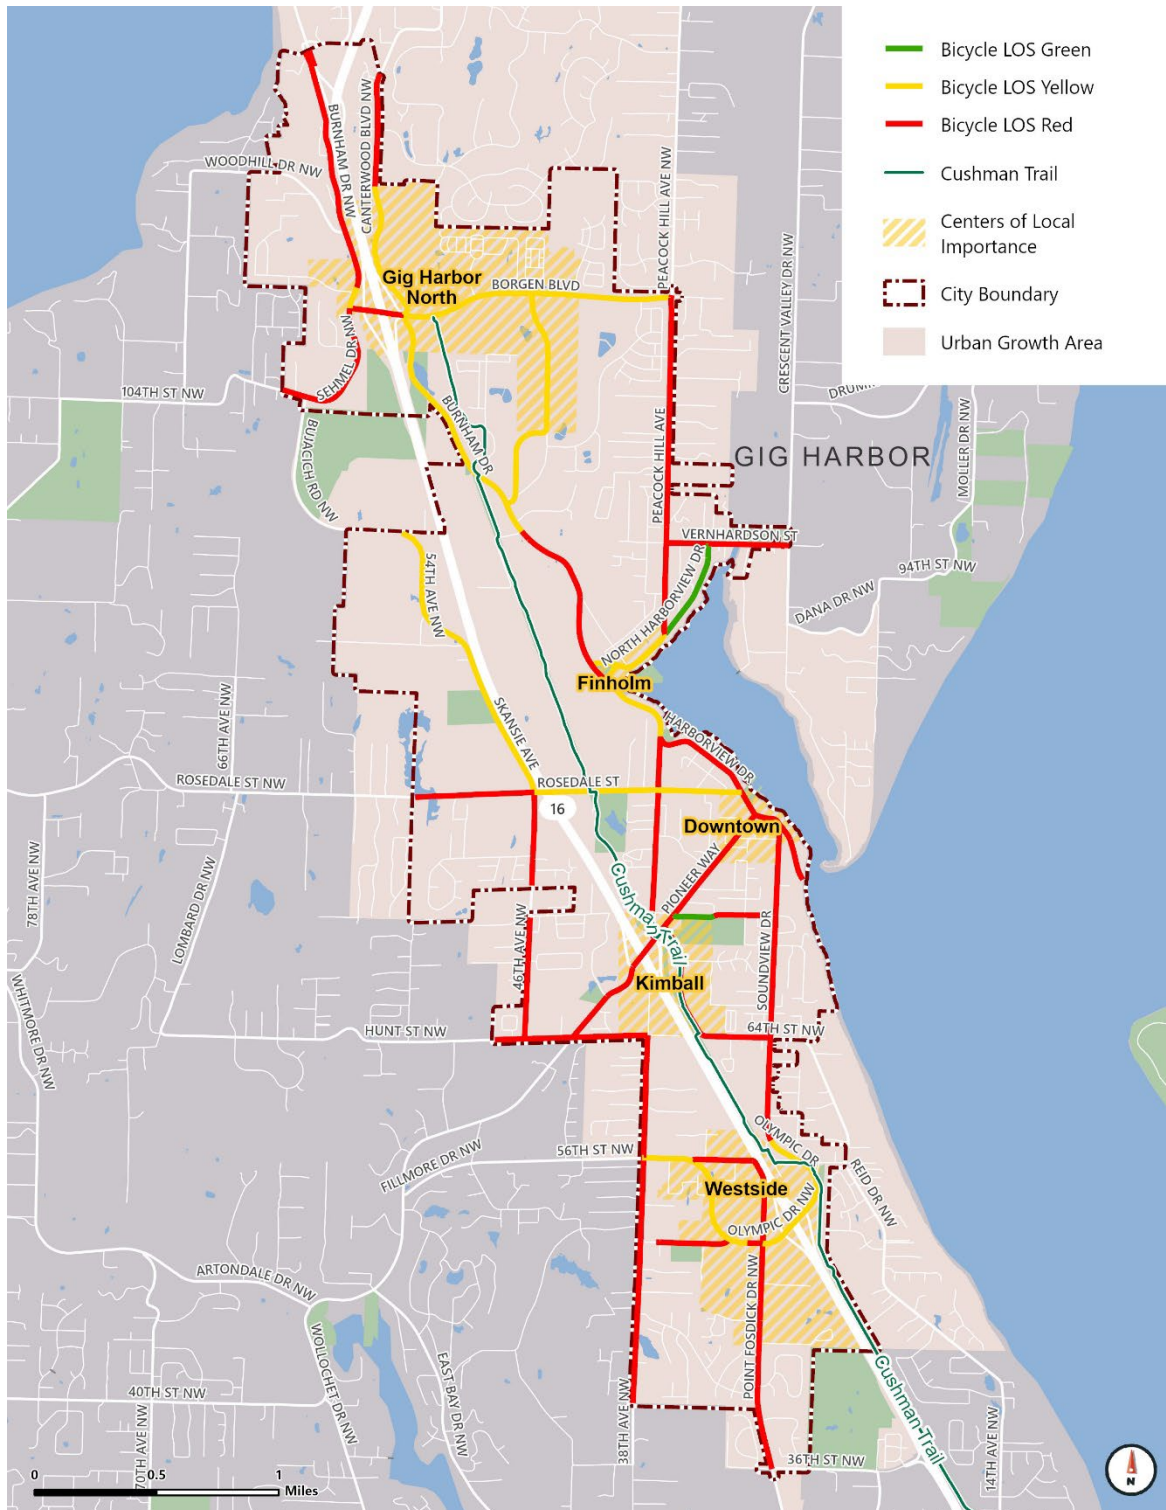 Bicycle LOS Green
Bicycle LOS Yellow
Bicycle LOS Red
Cushman Trail
Centers of Local
Importance
City Boundary
Urban Growth Area
WOODHILL DR NW
BURNHAM DR NW
CANTERWOOD BLVD NW
PEACOCK HILL AVE NW
CRESCENT VALLEY DR NW
Gig Harbor
North
BORGEN BLVD
SEHMEL DR NW
104TH ST NW
BUJACICH RD NW
BURNHAM DR
PEACOCK HILL AVE
GIG HARBOR
MOLLER DR NW
VERNHARDSON ST
94TH ST NW
DANA DR NW
54TH AVE NW
NORTH HARBORVIEW DR
Finholm
SKANSIE AVE
HARBORVIEW DR
66TH AVE NW
ROSEDALE ST NW
ROSEDALE ST
16
Downtown
PIONEER WAY
Cushman Trail
78TH AVE NW
LOMBARD DR NW
46TH AVE NW
SOUNDVIEW DR
Kimball
WHITMORE DR NW
HUNT ST NW
64TH ST NW
OLYMPIC DR
56TH ST NW
FILLMORE DR NW
REID DR NW
Westside
OLYMPIC DR NW
ARTONDALE DR NW
WOLLOCHET DR NW
EAST BAY DR NW
POINT FOSDICK DR NW
Cushman Trail
40TH ST NW
70TH AVE NW
38TH AVE NW
36TH ST NW
14TH AVE NW
0 0.5 1
Miles
N